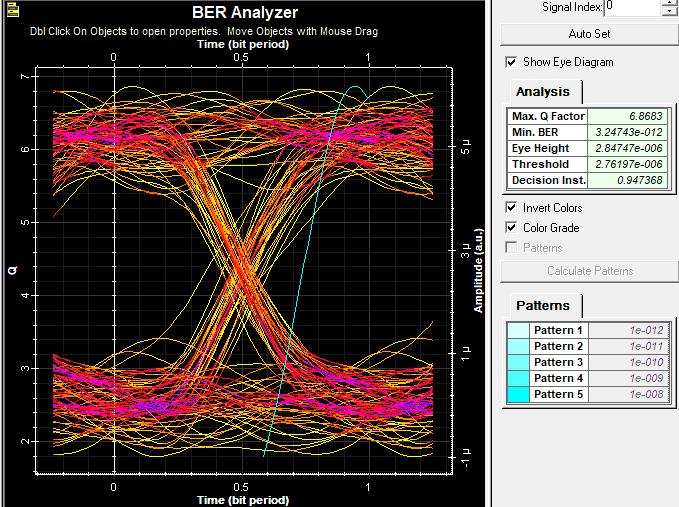 BER Analyzer
Dbl Click On Objects to open properties. Move Objects with Mouse Drag
Time (bit period)
0 0.5 1
7
6
5
4
3
2
Q
5 µ
3 µ
1 µ
-1 µ
Amplitude (a.u.)
0 0.5 1
Time (bit period)
Signal Index: 0
Auto Set
Show Eye Diagram
Analysis
Max. Q Factor 6.8683
Min. BER 3.24743e-012
Eye Height 2.84747e-006
Threshold 2.76197e-006
Decision Inst. 0.947368
Invert Colors
Color Grade
Patterns
Calculate Patterns
Patterns
Pattern 1 1e-012
Pattern 2 1e-011
Pattern 3 1e-010
Pattern 4 1e-009
Pattern 5 1e-008